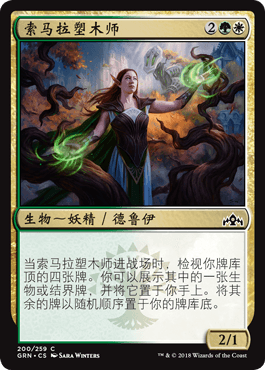 索马拉塑木师 2
生物～妖精／德鲁伊
当索马拉塑木师进战场时，检视你牌库
顶的四张牌。你可以展示其中的一张生
物或结界牌，并将它置于你手上。将其
余的牌以随机顺序置于你的牌库底。
2/1
200/259 C
GRN • CS SARA WINTERS
™ & © 2018 Wizards of the Coast